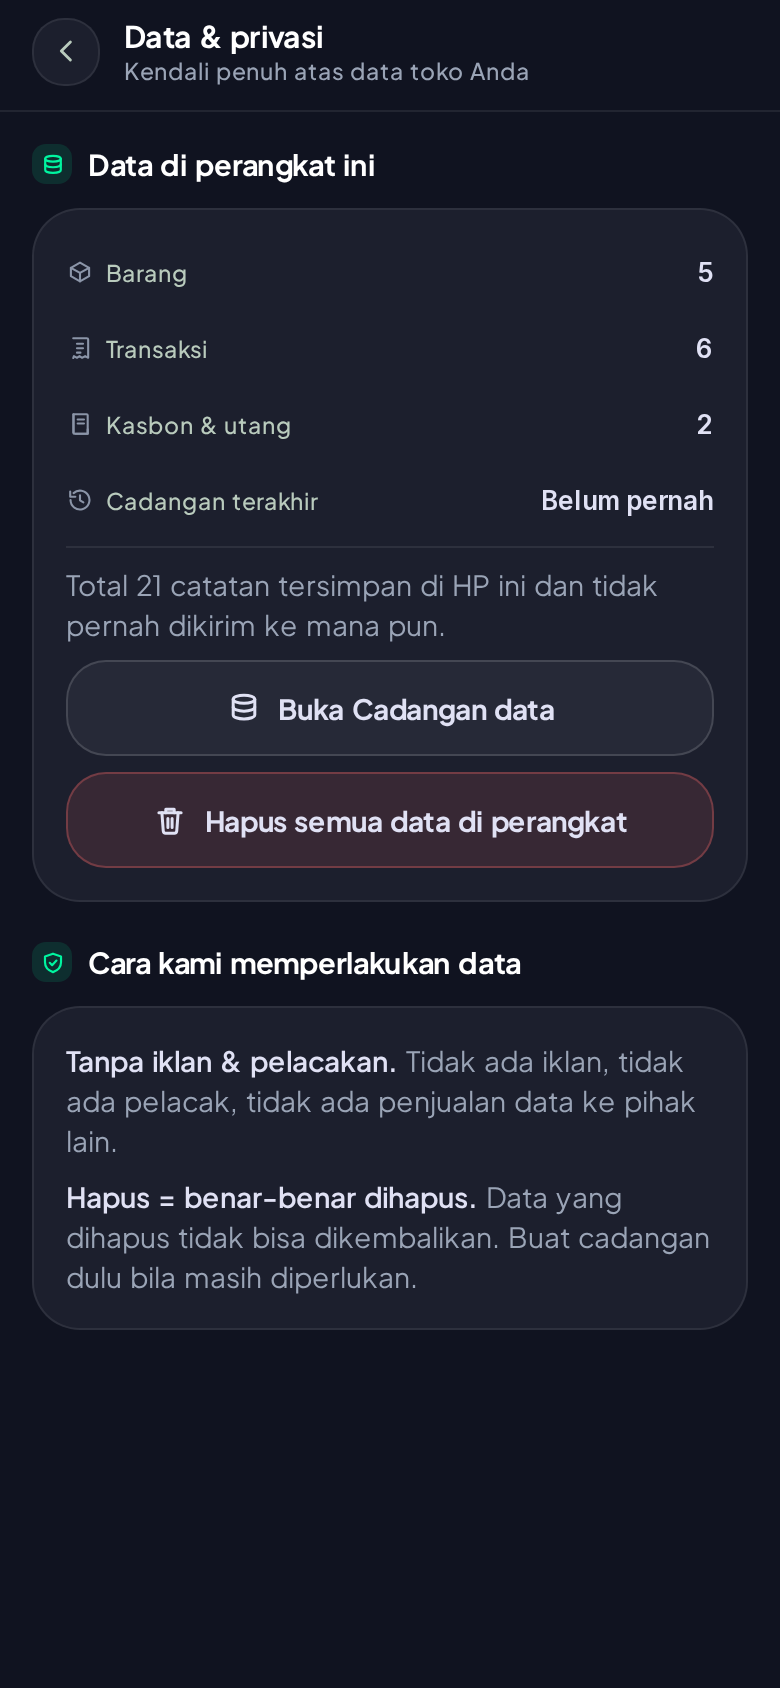 Data & privasi
Kendali penuh atas data toko Anda
Data di perangkat ini
Barang 5
Transaksi 6
Kasbon & utang 2
Cadangan terakhir Belum pernah
Total 21 catatan tersimpan di HP ini dan tidak
pernah dikirim ke mana pun.
Buka Cadangan data
Hapus semua data di perangkat
Cara kami memperlakukan data
Tanpa iklan & pelacakan. Tidak ada iklan, tidak
ada pelacak, tidak ada penjualan data ke pihak
lain.
Hapus = benar-benar dihapus. Data yang
dihapus tidak bisa dikembalikan. Buat cadangan
dulu bila masih diperlukan.